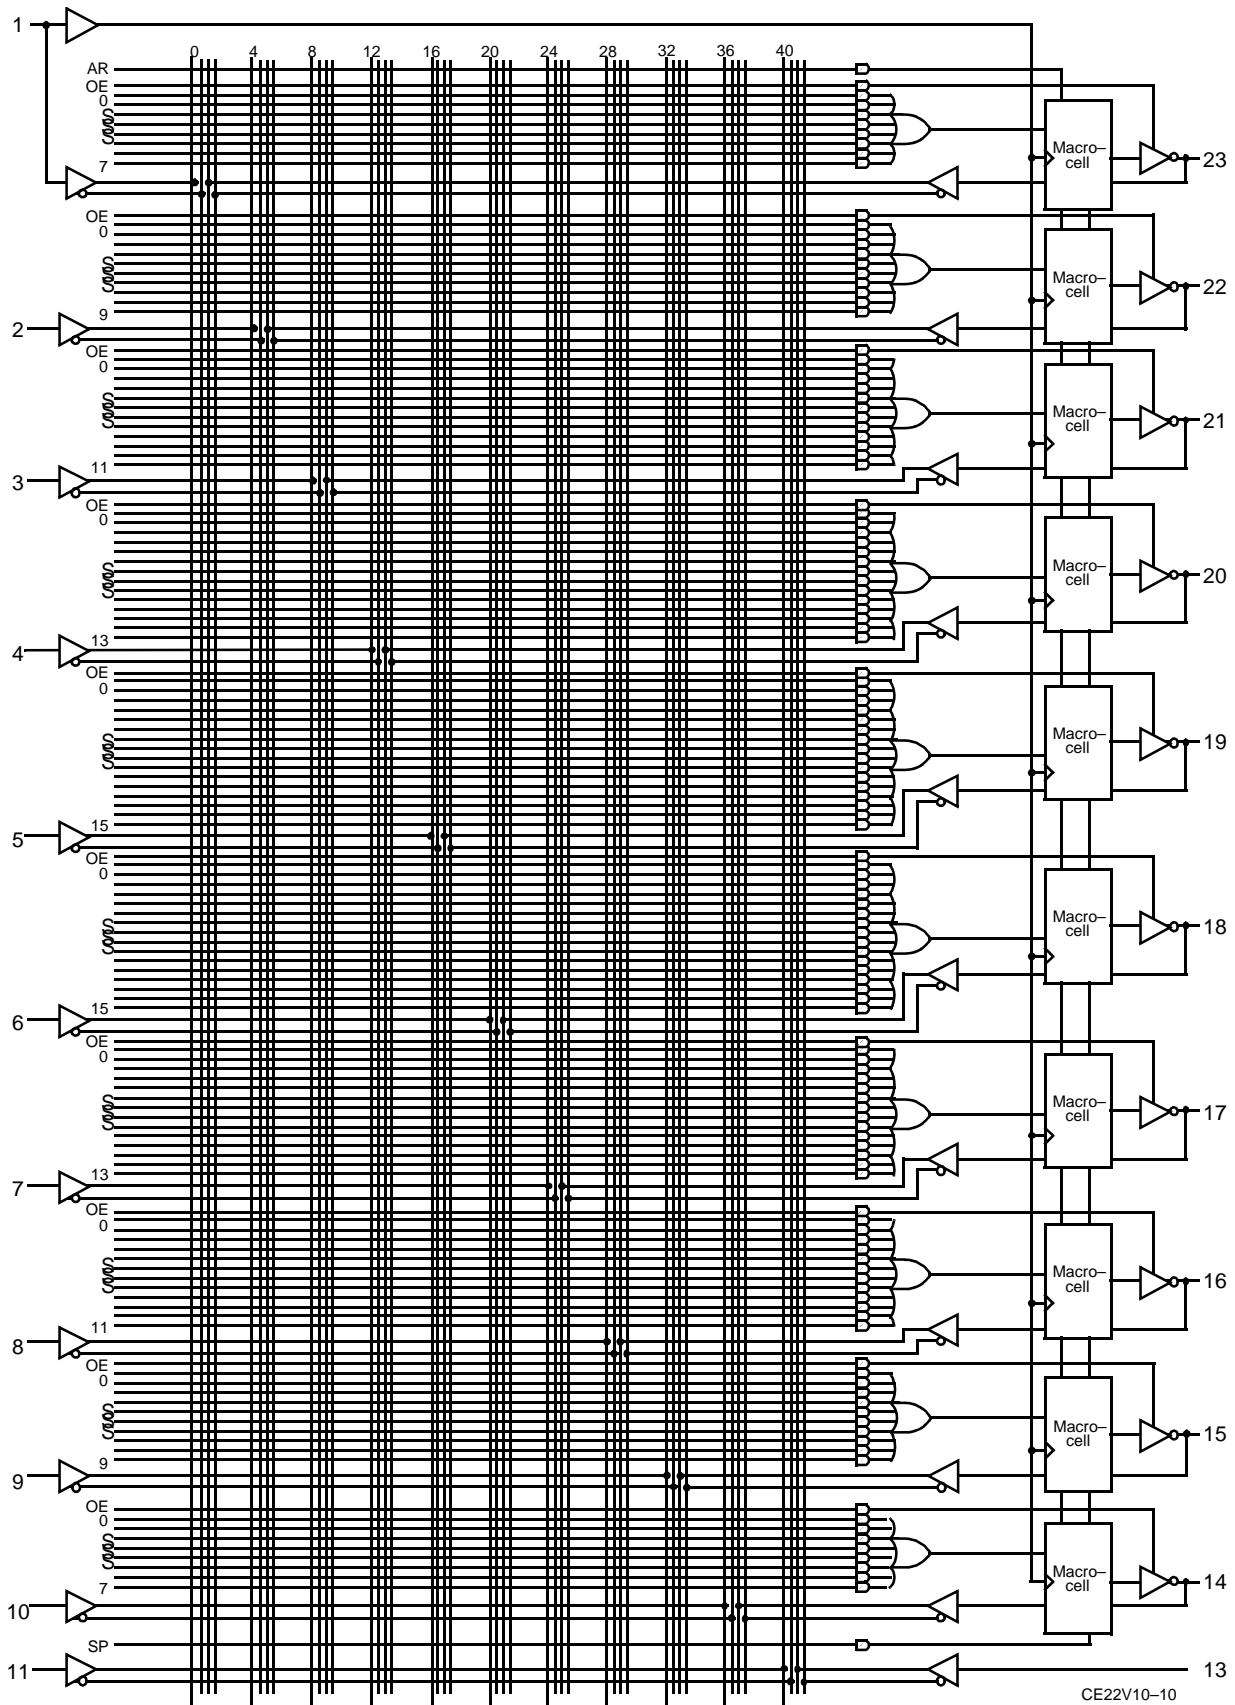 1
0 4 8 12 16 20 24 28 32 36 40
AR
OE
0
S
S
S
7
Macro–
cell
23
OE
0
S
S
S
9
Macro–
cell
22
2
OE
0
S
S
S
11
Macro–
cell
21
3
OE
0
S
S
S
13
Macro–
cell
20
4
OE
0
S
S
S
15
Macro–
cell
19
5
OE
0
S
S
S
15
Macro–
cell
18
6
OE
0
S
S
S
13
Macro–
cell
17
7
OE
0
S
S
S
11
Macro–
cell
16
8
OE
0
S
S
S
9
Macro–
cell
15
9
OE
0
S
S
S
7
Macro–
cell
14
10
SP
11
13
CE22V10–10